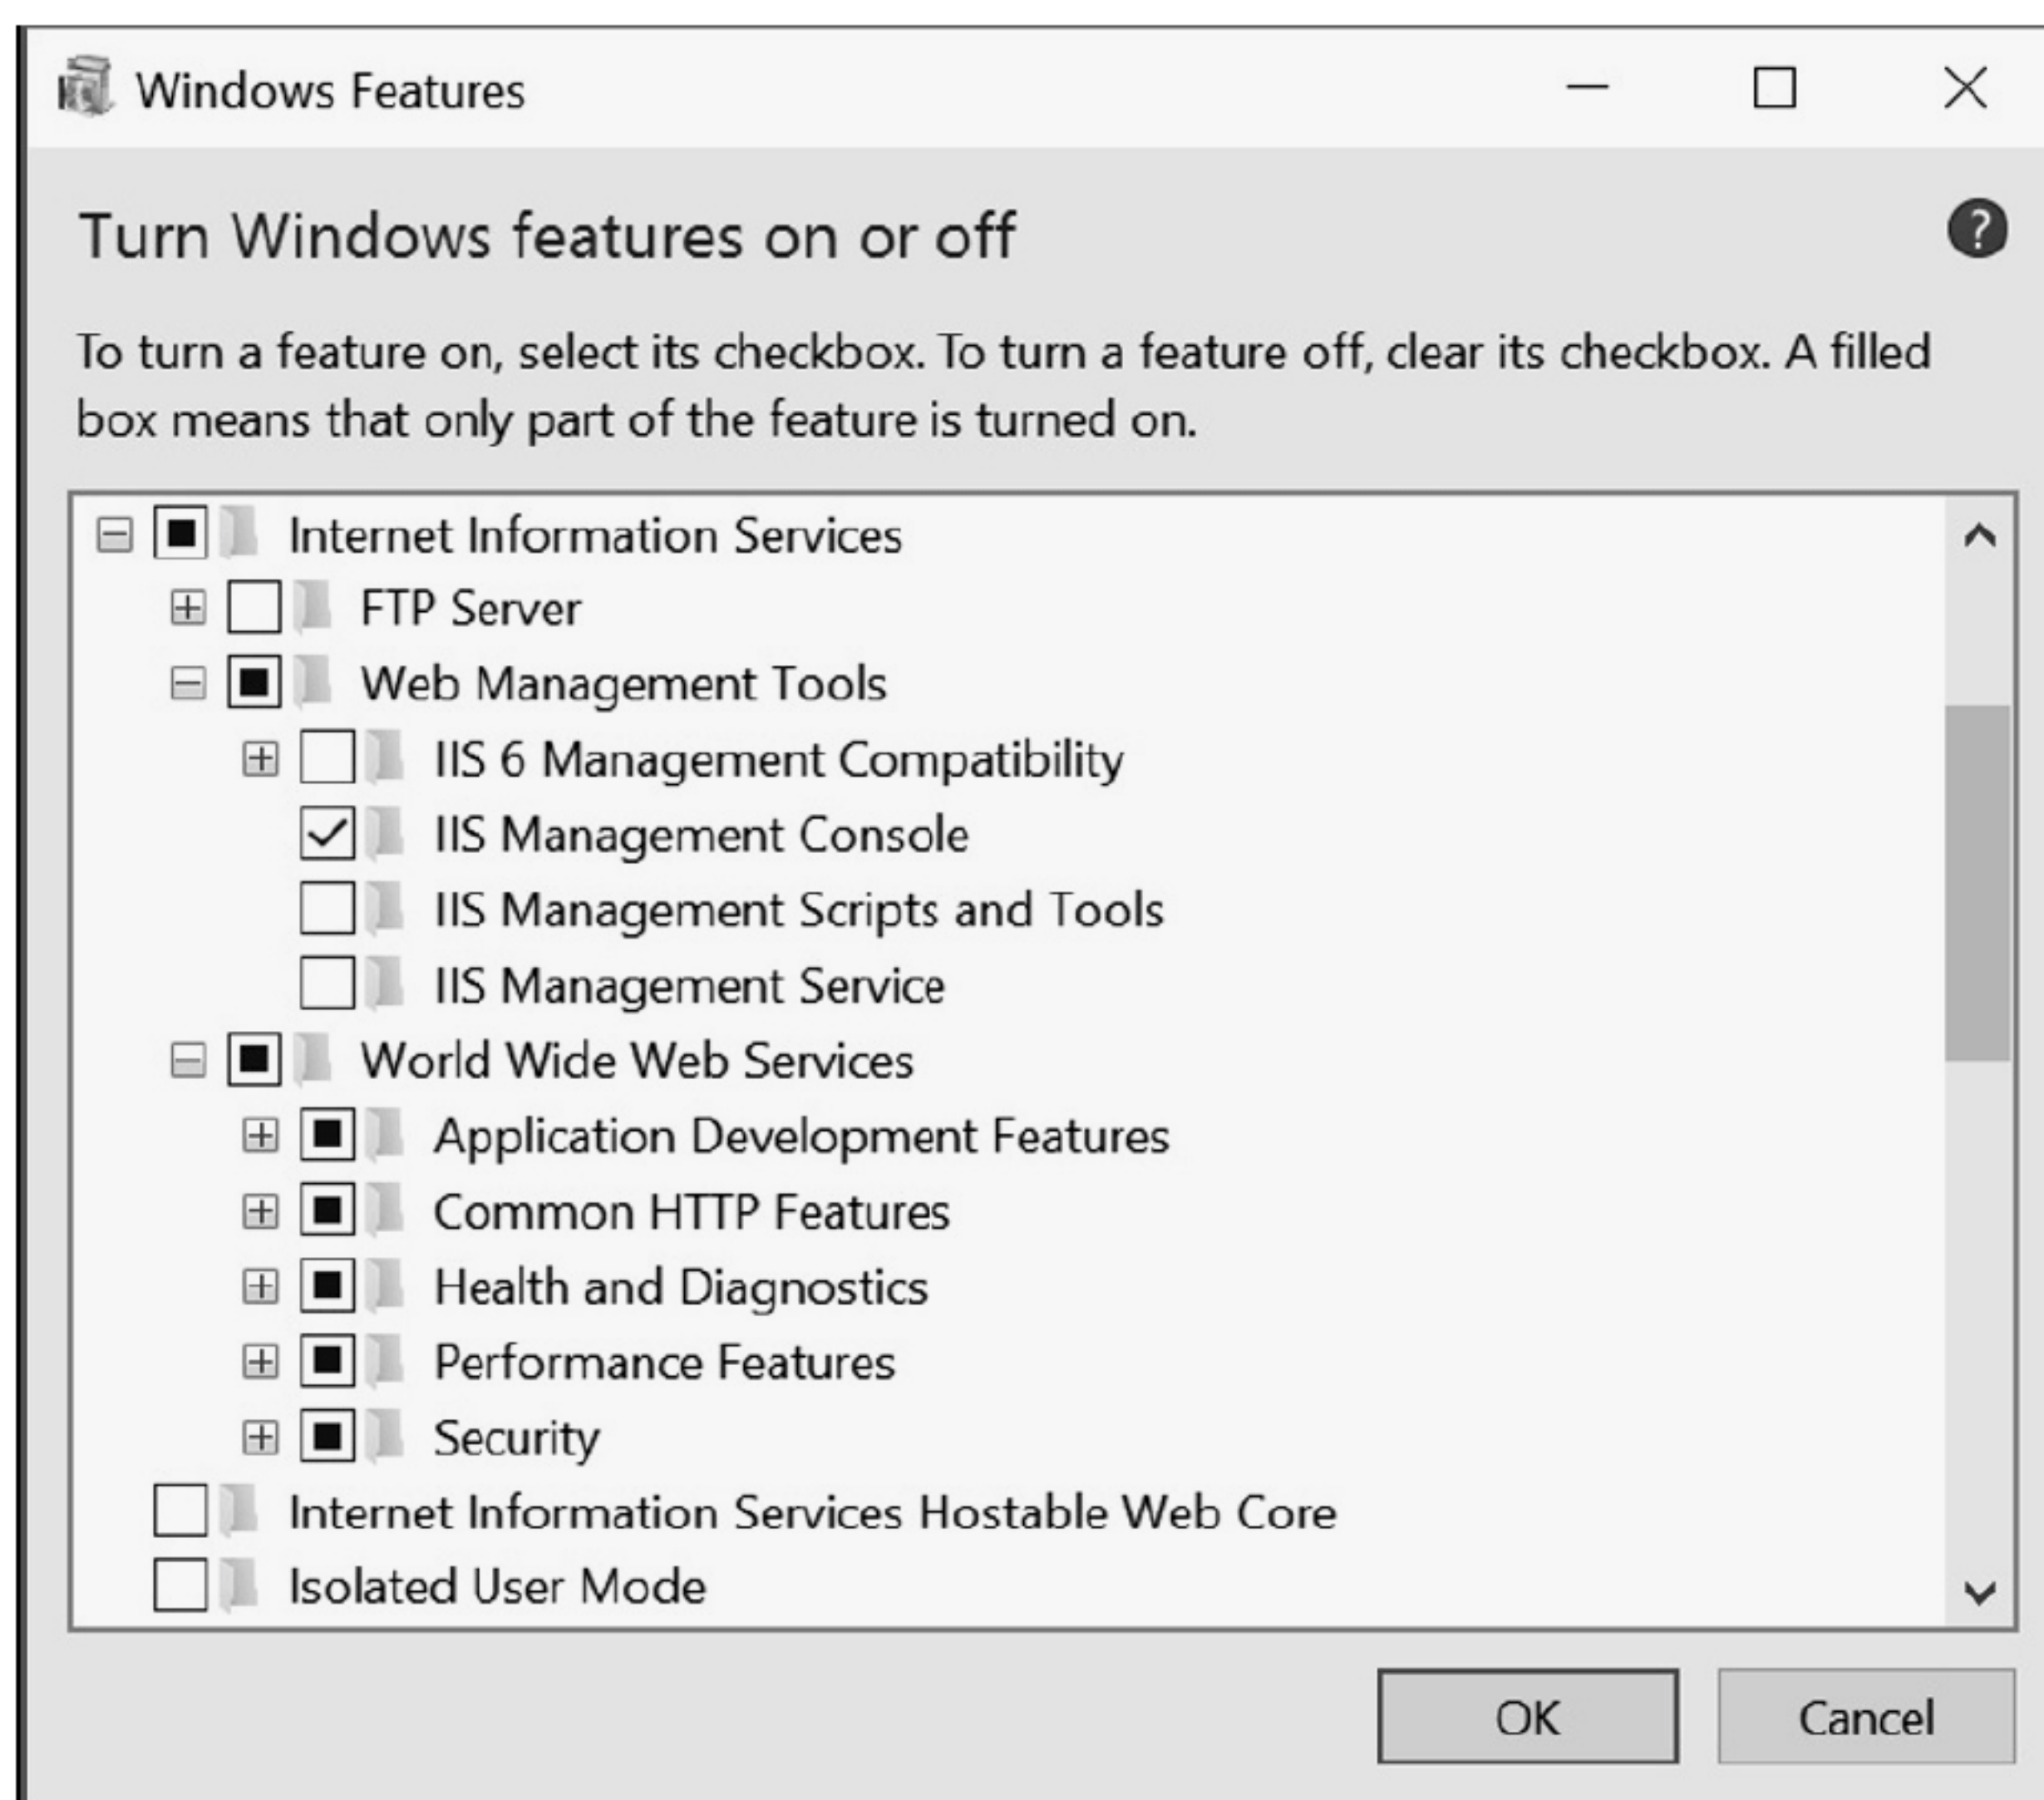 Windows Features
Turn Windows features on or off
?
To turn a feature on, select its checkbox. To turn a feature off, clear its checkbox. A filled
box means that only part of the feature is turned on.
Internet Information Services
FTP Server
Web Management Tools
IIS 6 Management Compatibility
IIS Management Console
IIS Management Scripts and Tools
IIS Management Service
World Wide Web Services
Application Development Features
Common HTTP Features
Health and Diagnostics
Performance Features
Security
Internet Information Services Hostable Web Core
Isolated User Mode
OK Cancel